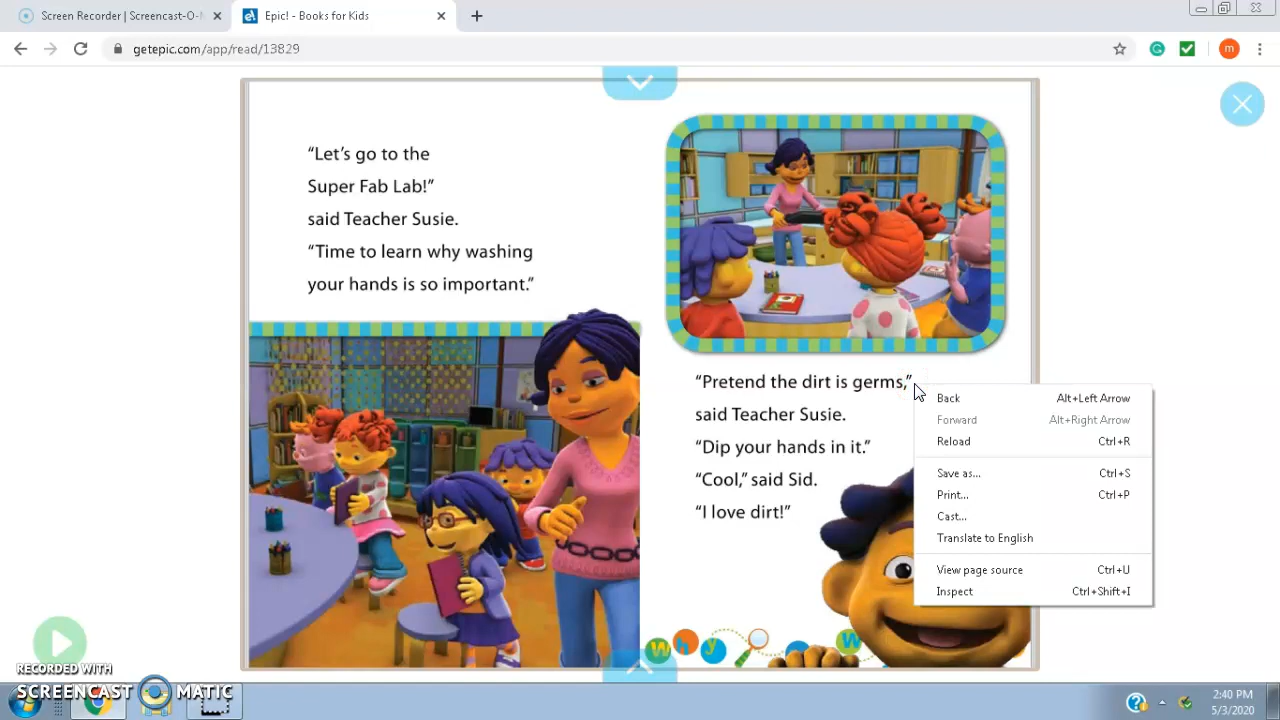 Screen Recorder | Screencast-O-M
Epic! - Books for Kids
getepic.com/app/read/13829
m
“Let’s go to the
Super Fab Lab!”
said Teacher Susie.
“Time to learn why washing
your hands is so important.”
“Pretend the dirt is germs,”
said Teacher Susie.
“Dip your hands in it.”
“Cool,” said Sid.
“I love dirt!”
Back Alt+Left Arrow
Forward Alt+Right Arrow
Reload Ctrl+R
Save as... Ctrl+S
Print... Ctrl+P
Cast...
Translate to English
View page source Ctrl+U
Inspect Ctrl+Shift+I
w h y w
RECORDED WITH
SCREENCAST MATIC
2:40 PM
5/3/2020